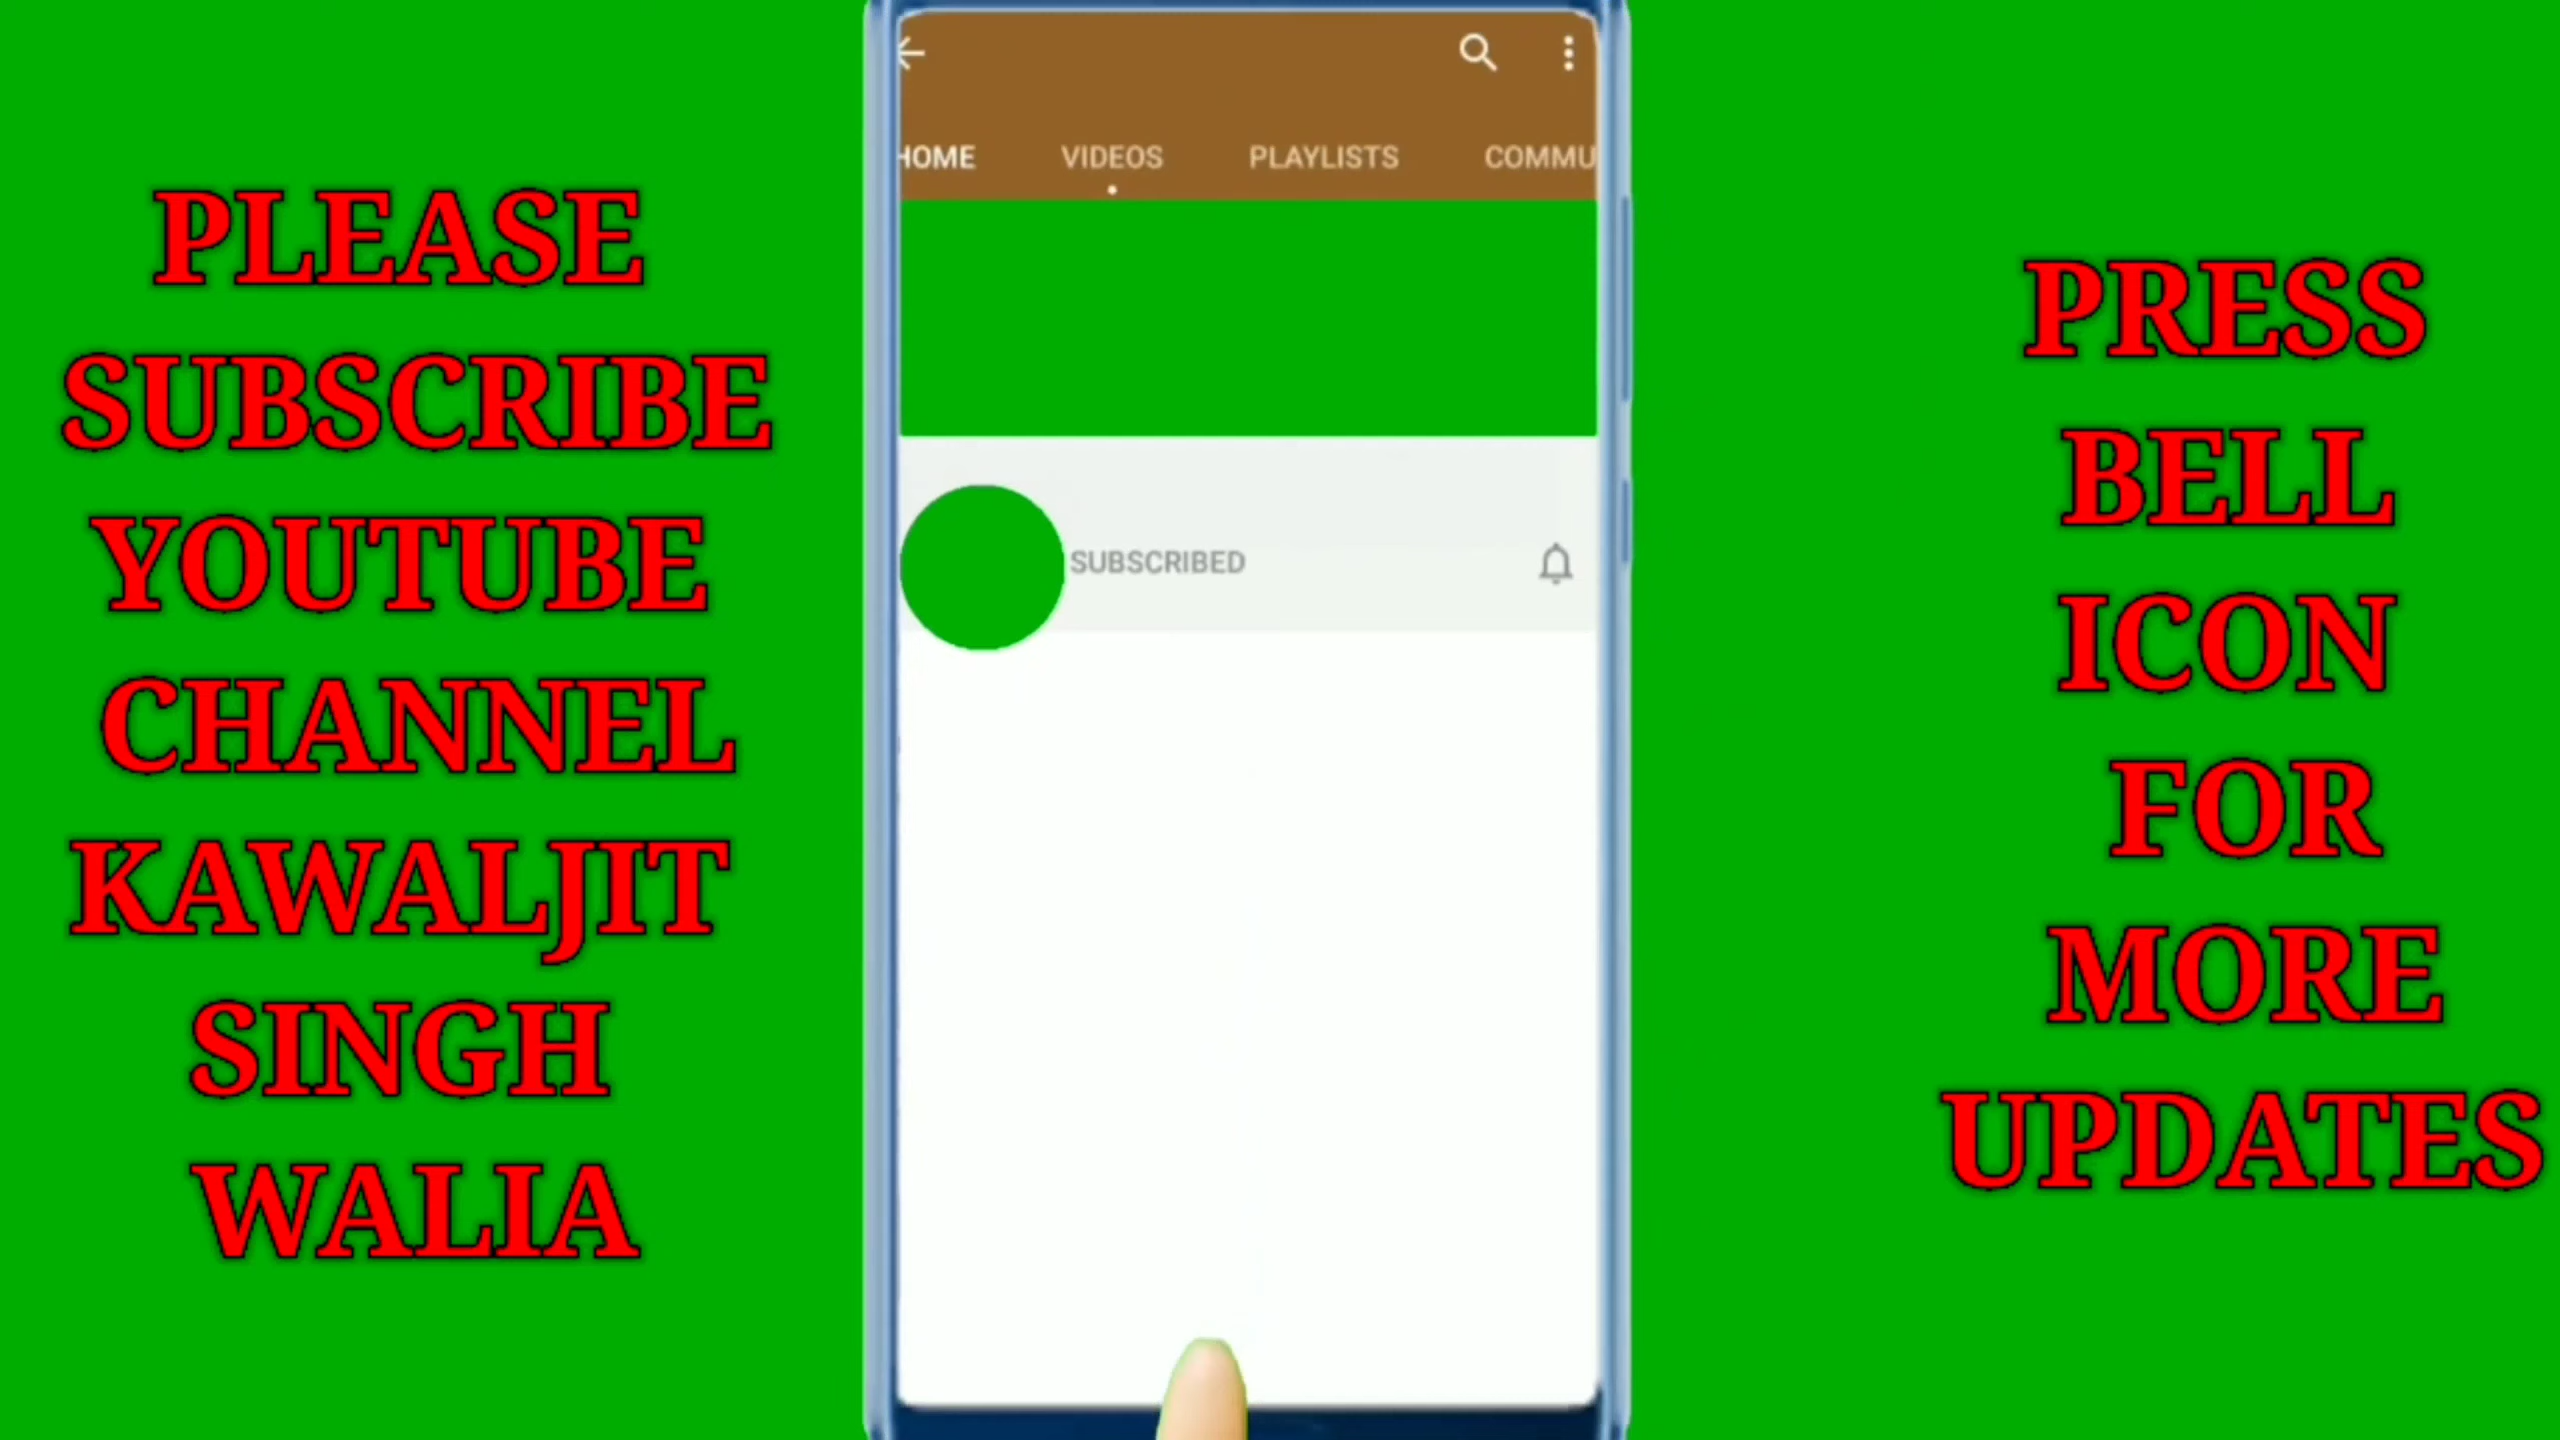 PLEASE
SUBSCRIBE
YOUTUBE
CHANNEL
KAWALJIT
SINGH
WALIA
HOME VIDEOS PLAYLISTS COMMU
SUBSCRIBED
PRESS
BELL
ICON
FOR
MORE
UPDATES